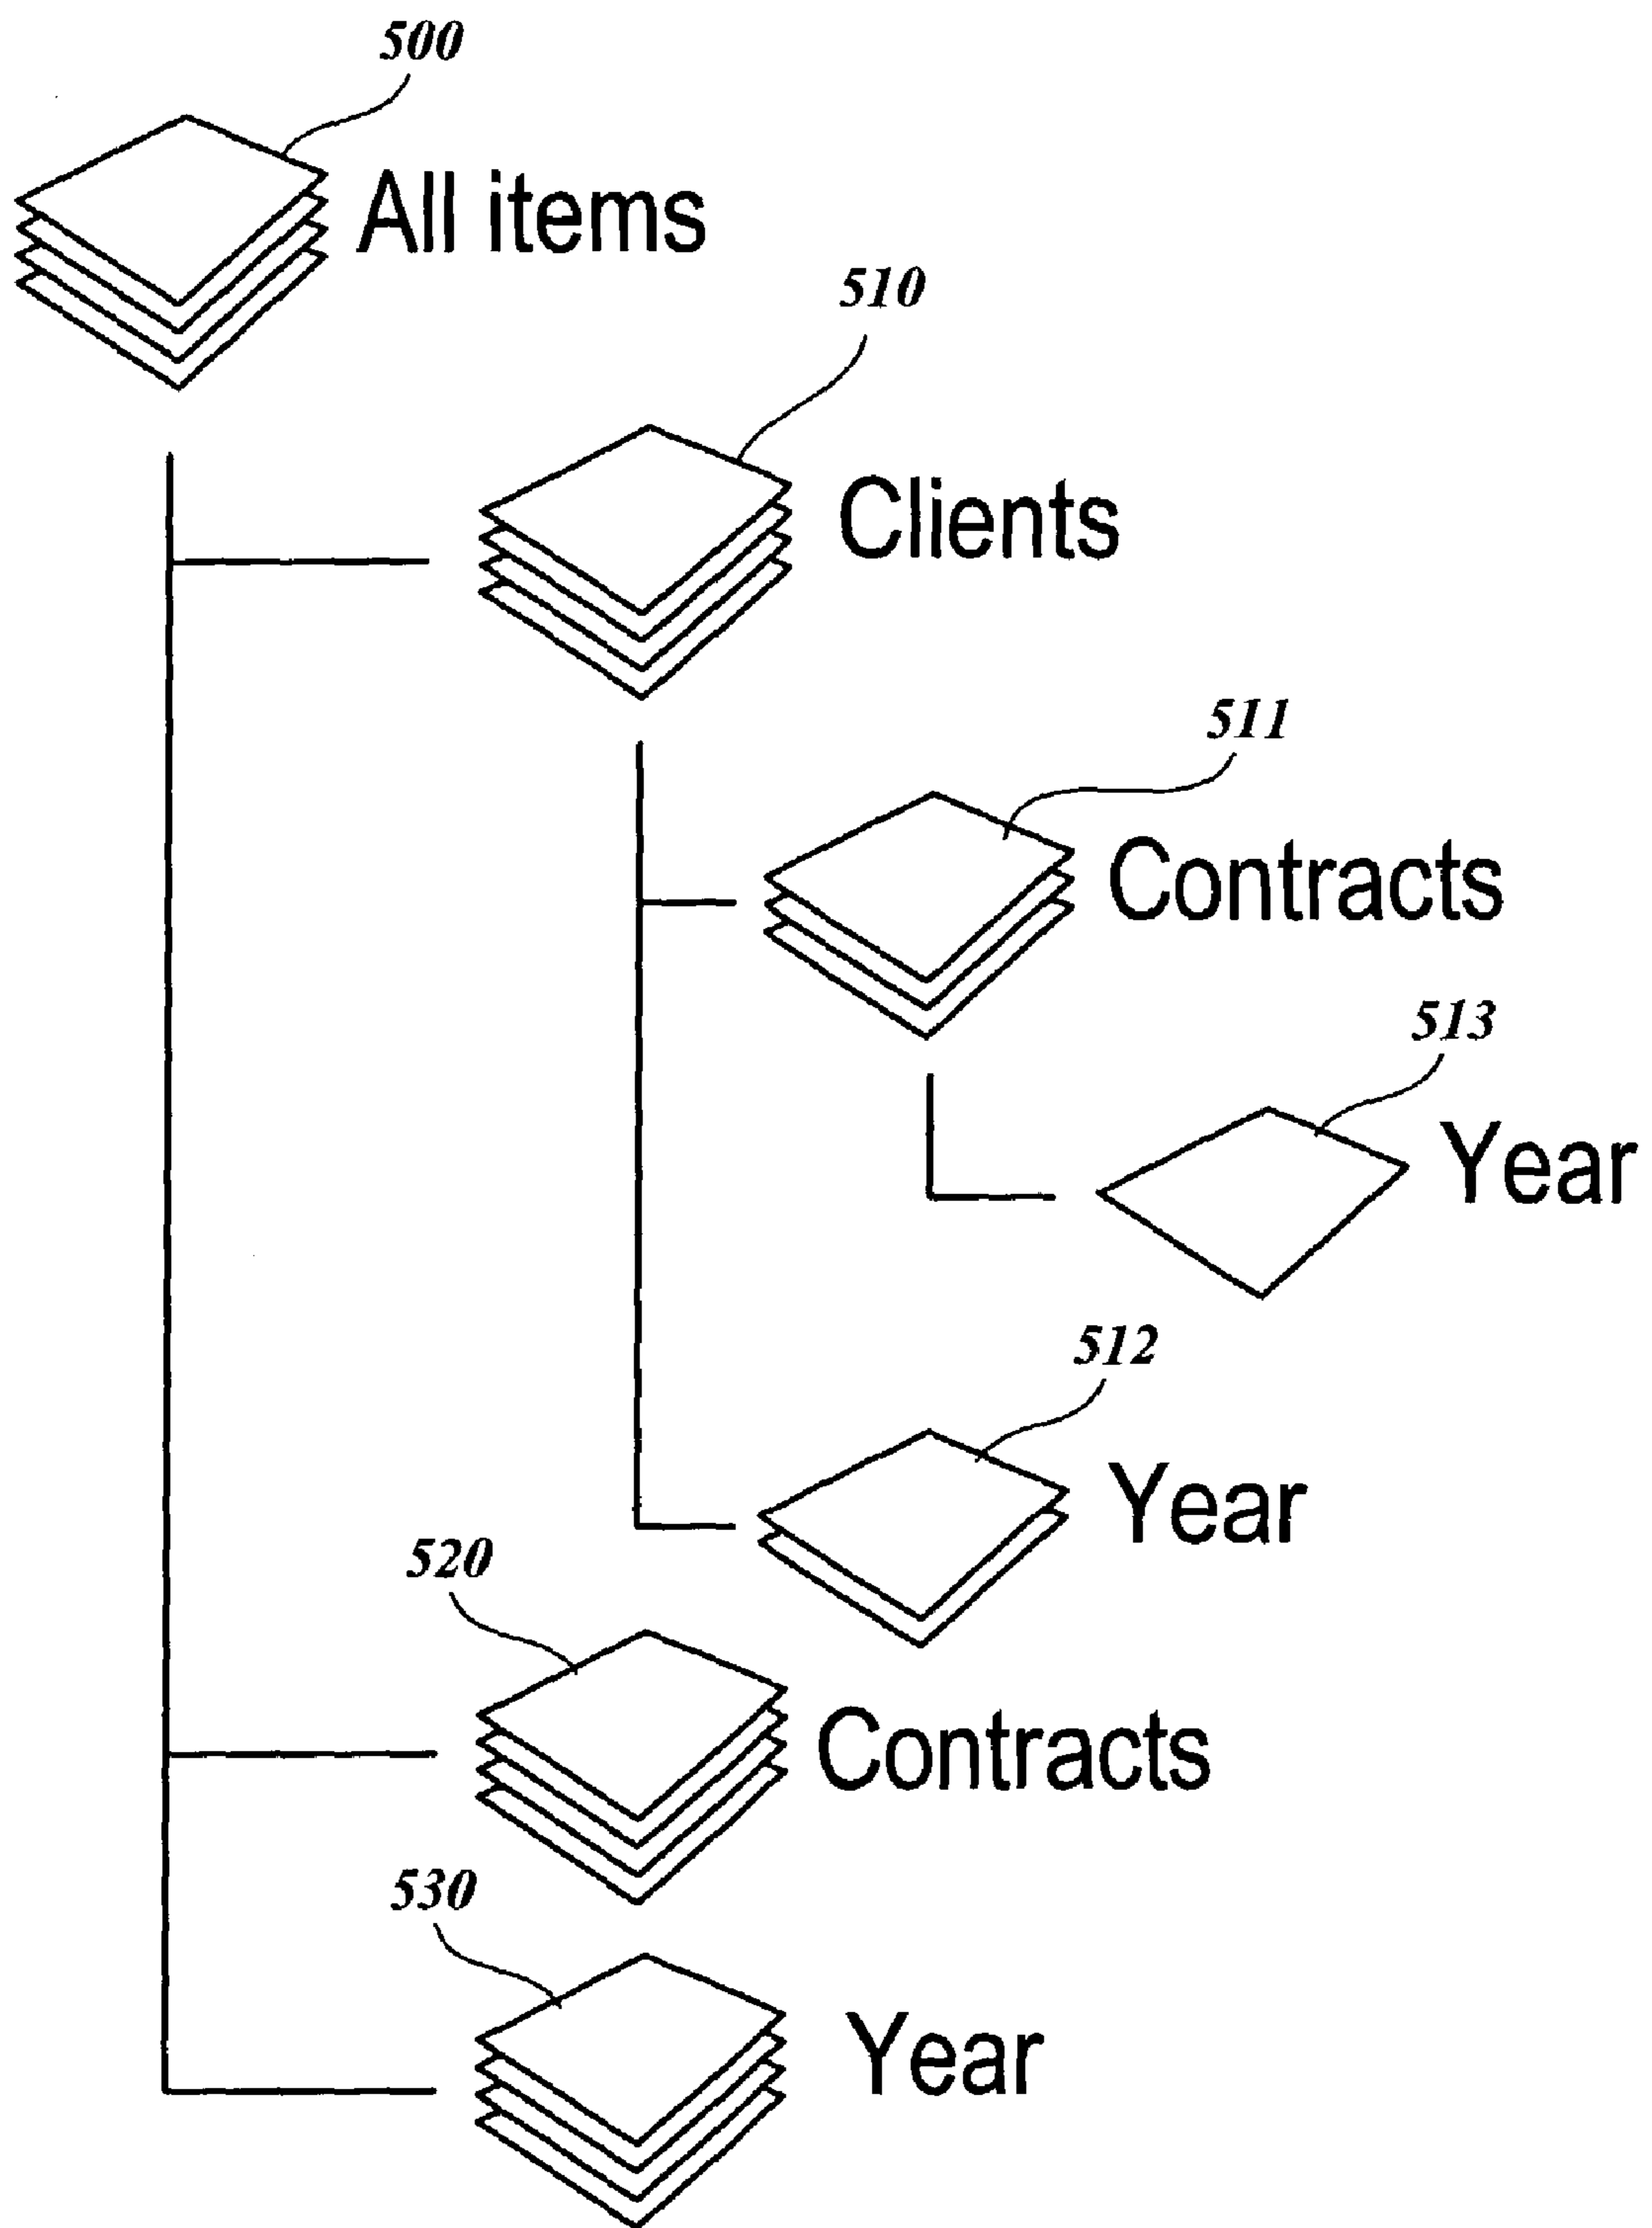 500
All items
510
Clients
511
Contracts
513
Year
512
Year
520
Contracts
530
Year